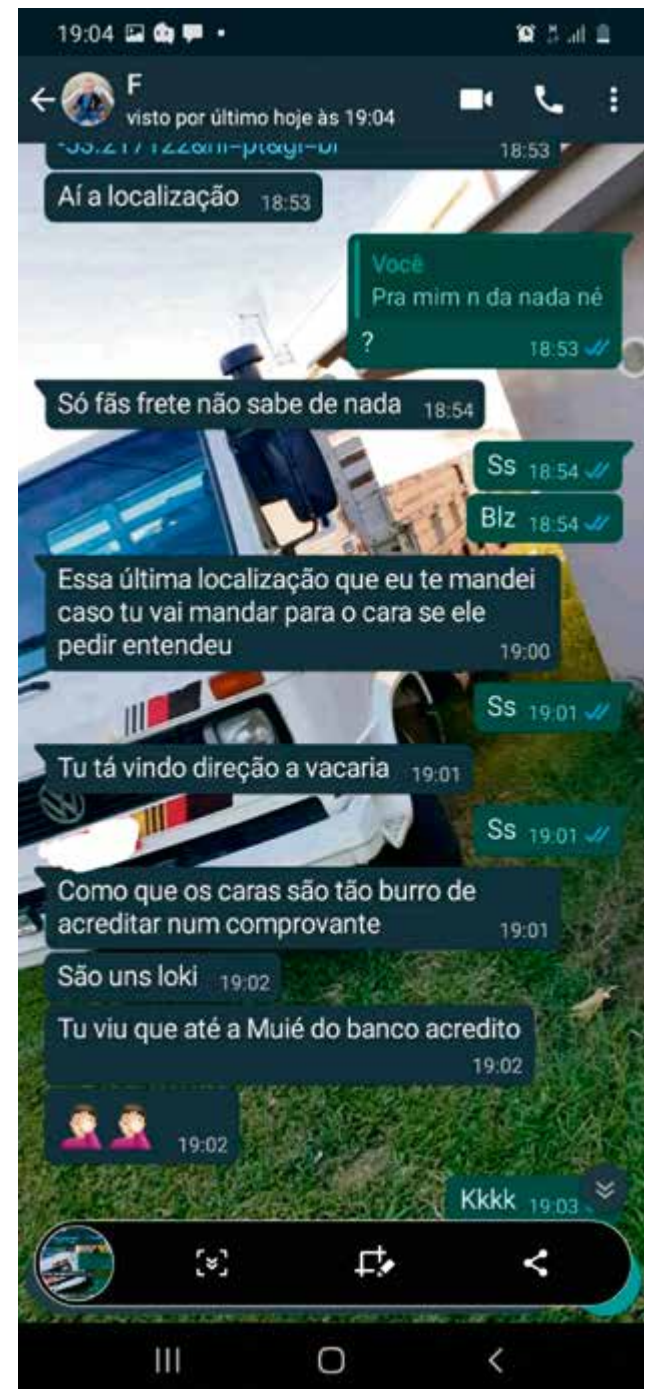 19:04
F
visto por último hoje às 19:04
18:53
Aí a localização 18:53
Você
Pra mim n da nada né
?
18:53
Só fãs frete não sabe de nada 18:54
Ss 18:54
Blz 18:54
Essa última localização que eu te mandei
caso tu vai mandar para o cara se ele
pedir entendeu 19:00
Ss 19:01
Tu tá vindo direção a vacaria 19:01
Ss 19:01
Como que os caras são tão burro de
acreditar num comprovante 19:01
São uns loki 19:02
Tu viu que até a Muié do banco acredito
19:02
19:02
Kkkk 19:03